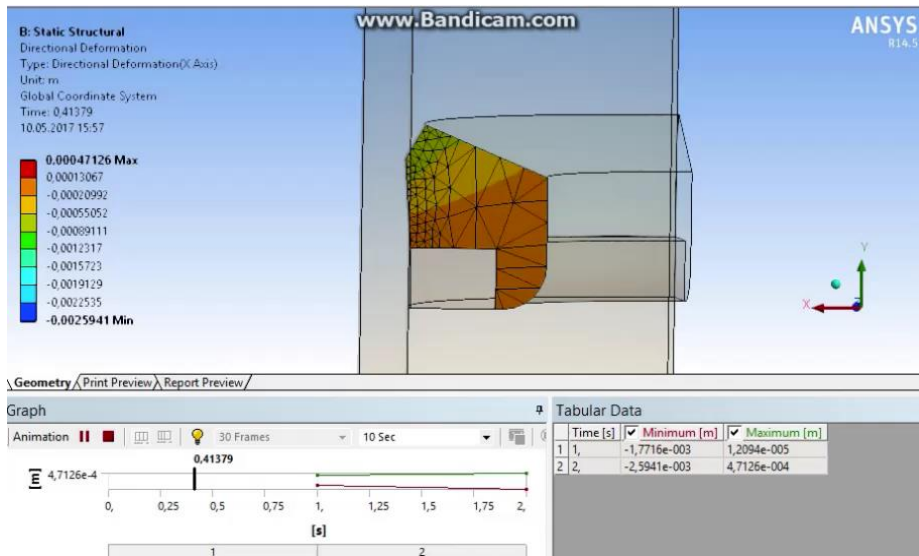 www.Bandicam.com
ANSYS
R14.5
B: Static Structural
Directional Deformation
Type: Directional Deformation(X Axis)
Unit: m
Global Coordinate System
Time: 0,41379
10.05.2017 15:57
0.00047126 Max
0,00013067
-0,00020992
-0,00055052
-0,00089111
-0,0012317
-0,0015723
-0,0019129
-0,0022535
-0,0025941 Min
Y
X
Geometry Print Preview Report Preview
Graph
Animation 30 Frames 10 Sec
0,41379
[m] 4,7126e-4
0, 0,25 0,5 0,75 1, 1,25 1,5 1,75 2,
[s]
1 2
Tabular Data
Time [s] Minimum [m] Maximum [m]
1 1, -1,7716e-003 1,2094e-005
2 2, -2,5941e-003 4,7126e-004